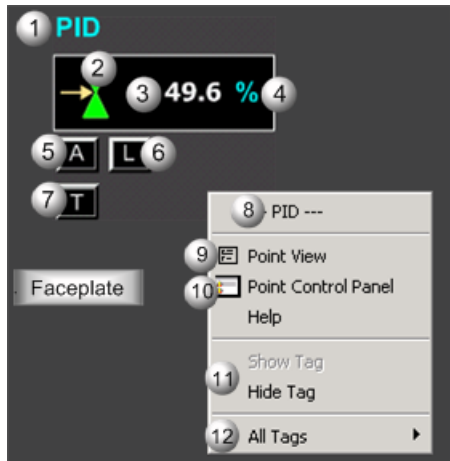 1 PID
2
3 49.6 % 4
5 A L 6
7 T
8 - PID ---
9 Point View
10 Point Control Panel
Help
Faceplate
Show Tag
11
Hide Tag
12 All Tags